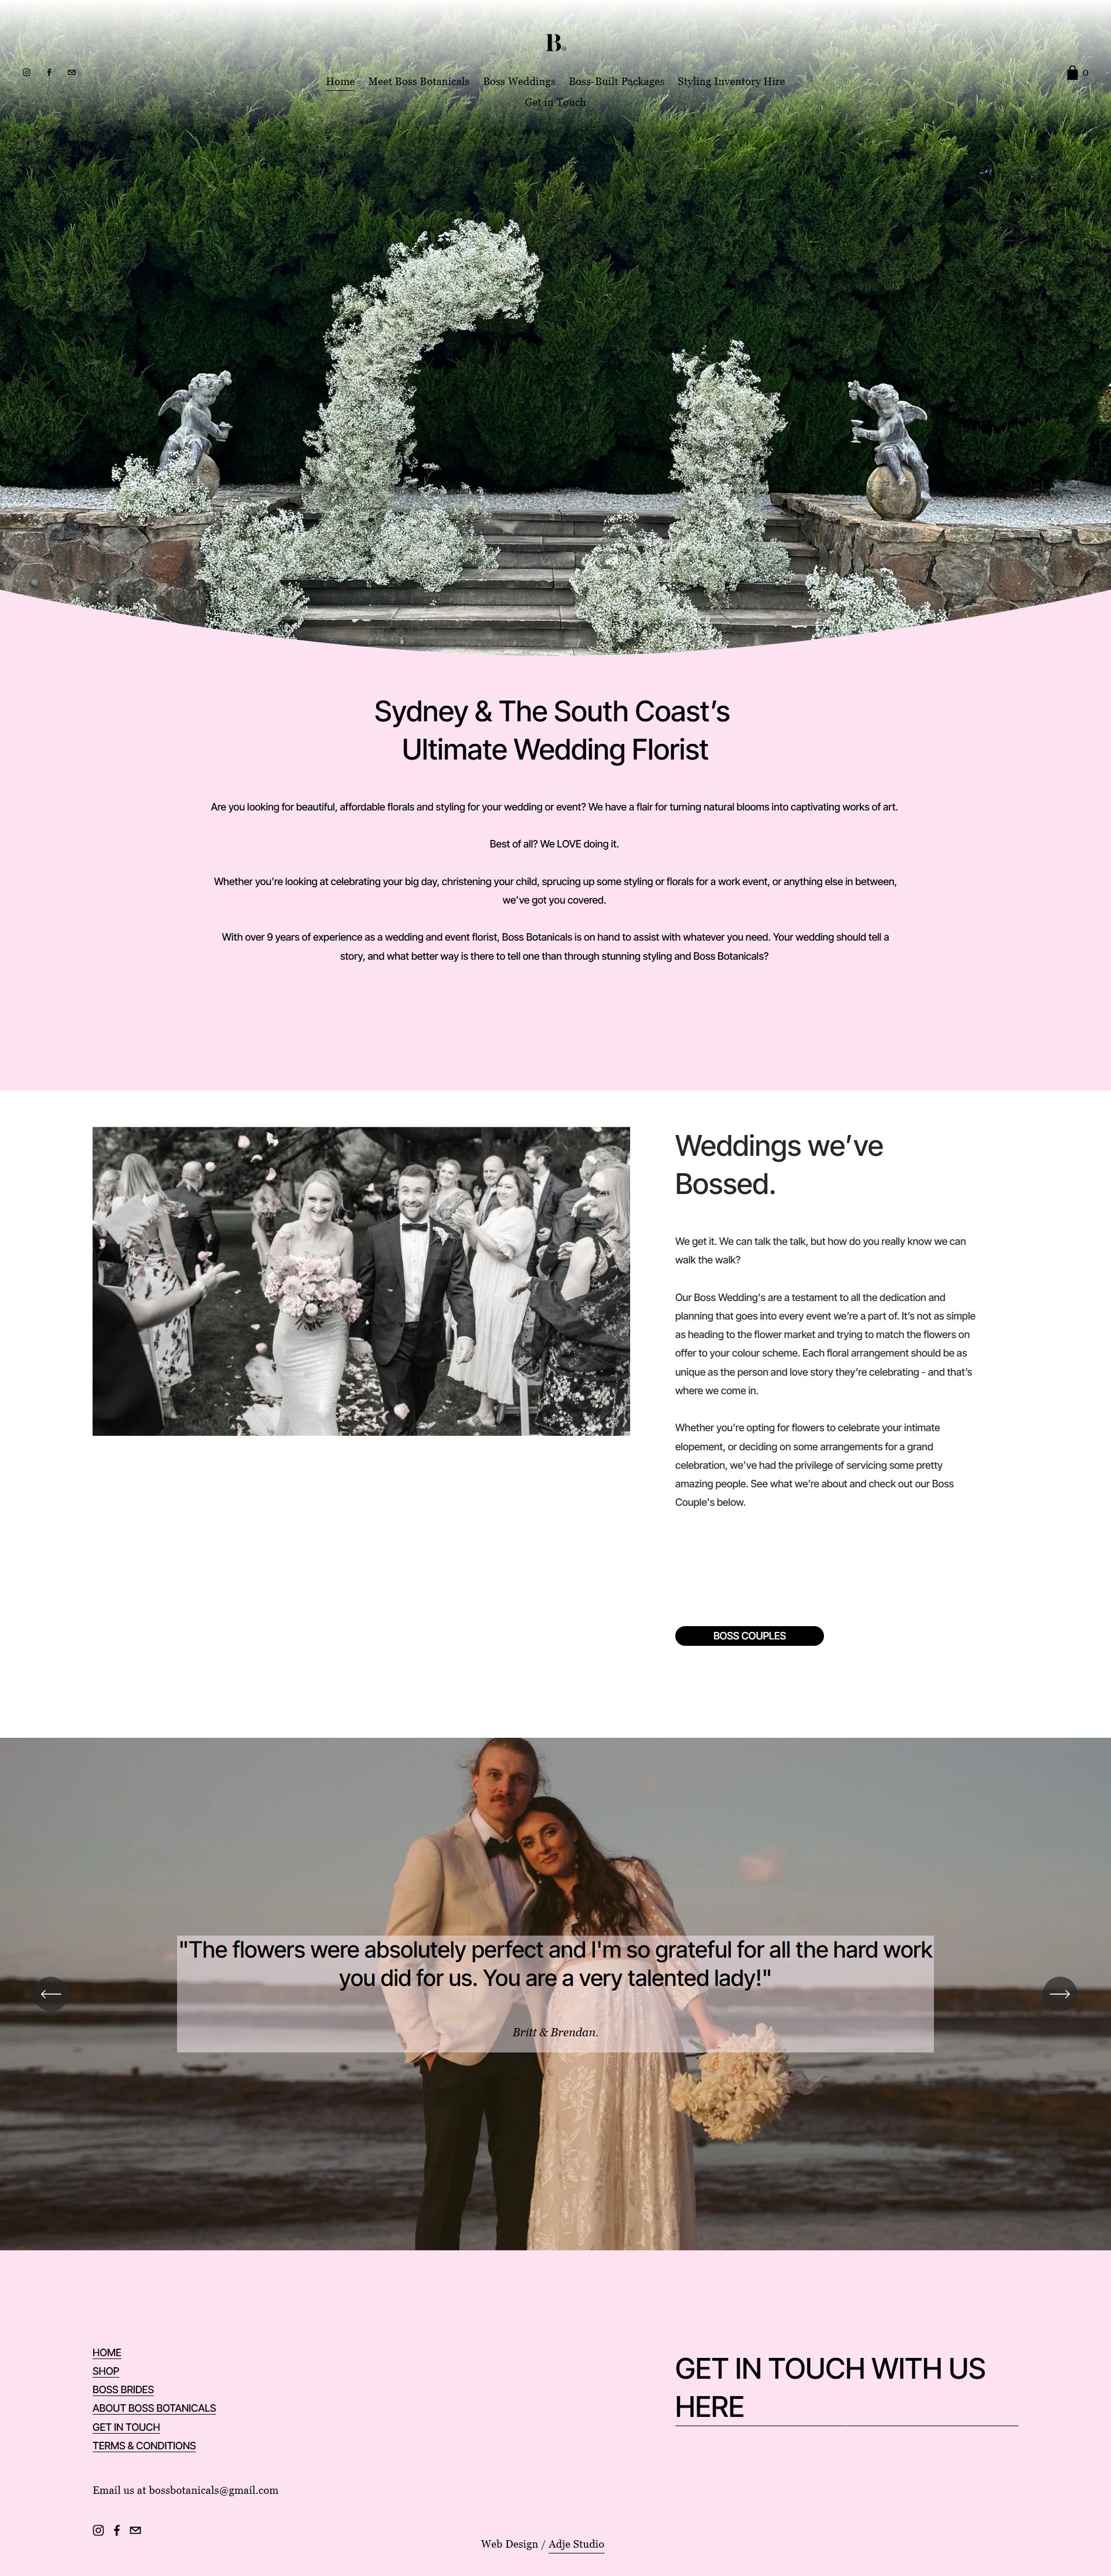 B.
Home Meet Boss Botanicals Boss Weddings Boss-Built Packages Styling Inventory Hire
Get in Touch
0
Sydney & The South Coast’s
Ultimate Wedding Florist
Are you looking for beautiful, affordable florals and styling for your wedding or event? We have a flair for turning natural blooms into captivating works of art.
Best of all? We LOVE doing it.
Whether you’re looking at celebrating your big day, christening your child, sprucing up some styling or florals for a work event, or anything else in between,
we’ve got you covered.
With over 9 years of experience as a wedding and event florist, Boss Botanicals is on hand to assist with whatever you need. Your wedding should tell a
story, and what better way is there to tell one than through stunning styling and Boss Botanicals?
Weddings we’ve
Bossed.
We get it. We can talk the talk, but how do you really know we can
walk the walk?
Our Boss Wedding's are a testament to all the dedication and
planning that goes into every event we’re a part of. It’s not as simple
as heading to the flower market and trying to match the flowers on
offer to your colour scheme. Each floral arrangement should be as
unique as the person and love story they’re celebrating - and that’s
where we come in.
Whether you’re opting for flowers to celebrate your intimate
elopement, or deciding on some arrangements for a grand
celebration, we’ve had the privilege of servicing some pretty
amazing people. See what we’re about and check out our Boss
Couple's below.
BOSS COUPLES
"The flowers were absolutely perfect and I'm so grateful for all the hard work
you did for us. You are a very talented lady!"
Britt & Brendan.
HOME
SHOP
BOSS BRIDES
ABOUT BOSS BOTANICALS
GET IN TOUCH
TERMS & CONDITIONS
GET IN TOUCH WITH US
HERE
Email us at bossbotanicals@gmail.com
Web Design / Adje Studio